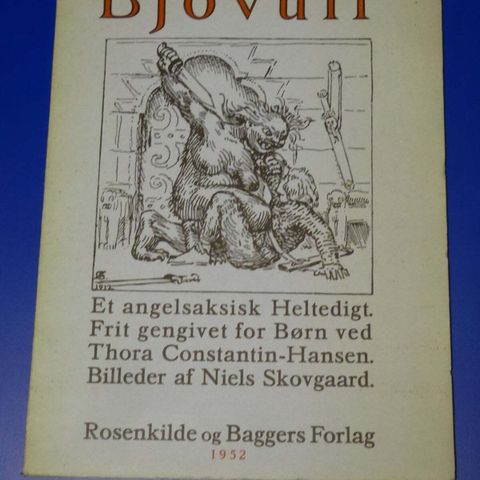 Bjovulf
Et angelsaksisk Heltedigt.
Frit gengivet for Børn ved
Thora Constantin-Hansen.
Billeder af Niels Skovgaard.
Rosenkilde og Baggers Forlag
1952